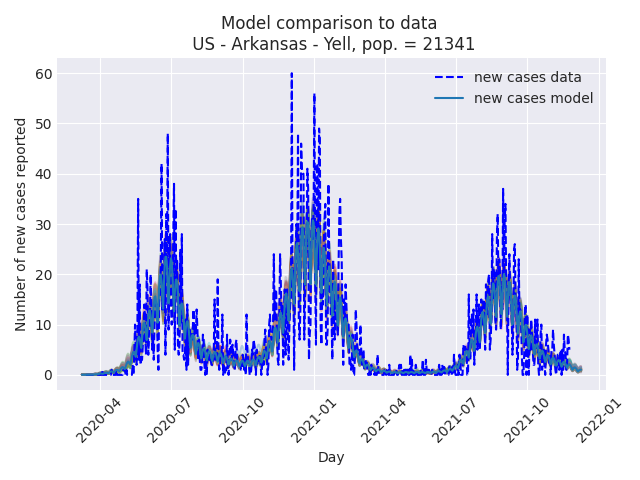 Model comparison to data
US - Arkansas - Yell, pop. = 21341
new cases data
new cases model
Number of new cases reported
60
50
40
30
20
10
0
2020-04
2020-07
2020-10
2021-01
2021-04
2021-07
2021-10
2022-01
Day